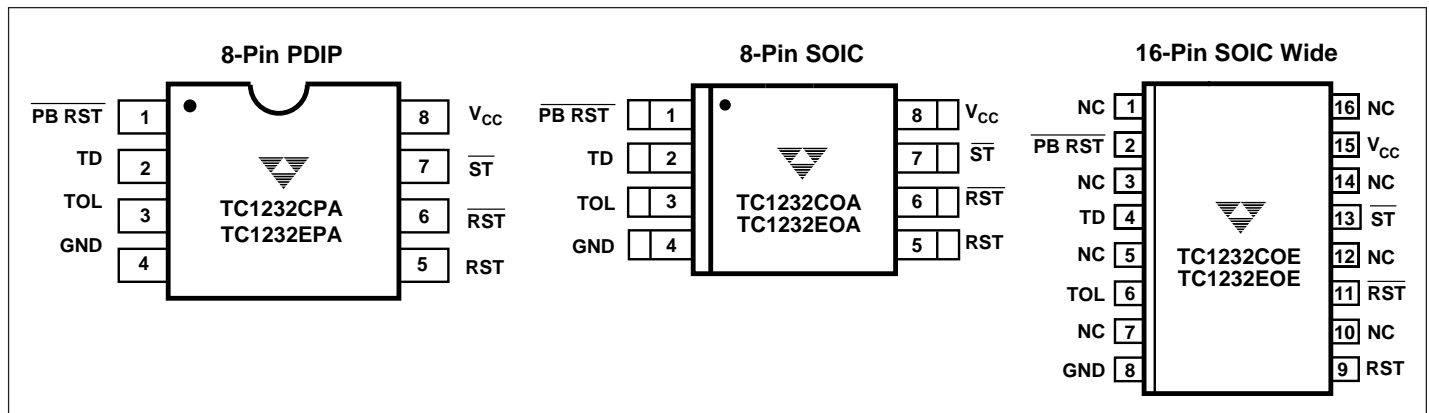 8-Pin PDIP
PB RST 1 8 VCC
TD 2 7 ST
TOL 3 6 RST
GND 4 5 RST
TC1232CPA
TC1232EPA
8-Pin SOIC
PB RST 1 8 VCC
TD 2 7 ST
TOL 3 6 RST
GND 4 5 RST
TC1232COA
TC1232EOA
16-Pin SOIC Wide
NC 1 16 NC
PB RST 2 15 VCC
NC 3 14 NC
TD 4 13 ST
NC 5 12 NC
TOL 6 11 RST
NC 7 10 NC
GND 8 9 RST
TC1232COE
TC1232EOE